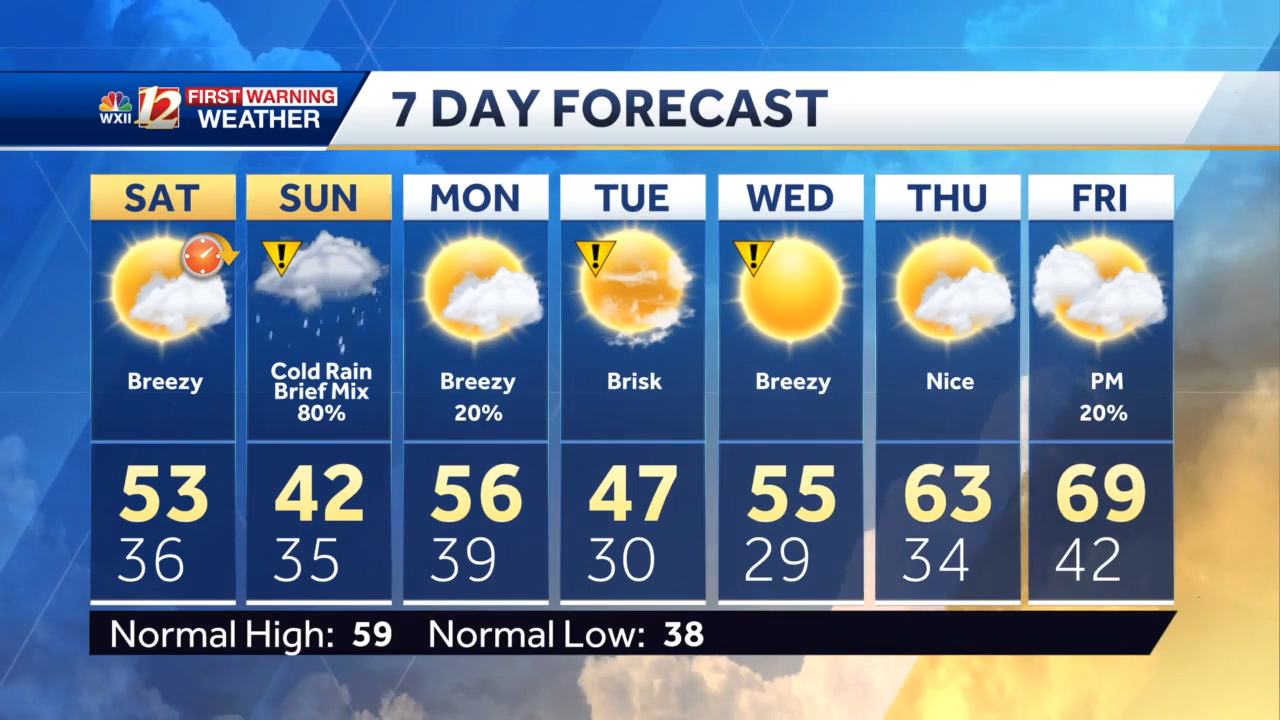 WXII 12 FIRST WARNING
WEATHER
7 DAY FORECAST
SAT SUN MON TUE WED THU FRI
! ! !
Breezy
Cold Rain
Brief Mix
80%
Breezy
20%
Brisk
Breezy
Nice
PM
20%
53 42 56 47 55 63 69
36 35 39 30 29 34 42
Normal High: 59 Normal Low: 38